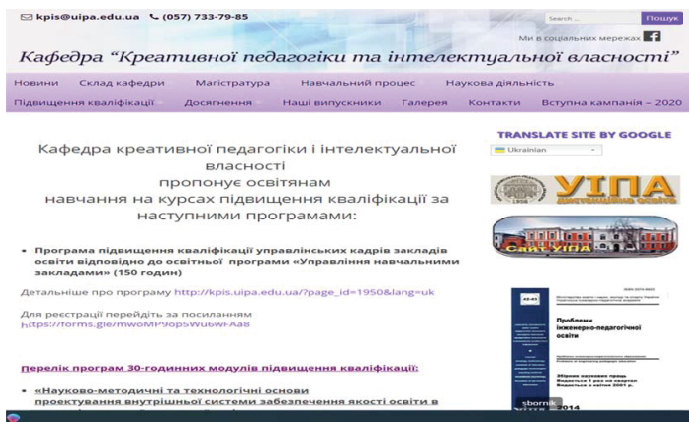 kpis@uipa.edu.ua (057) 733-79-85
Search ...
Пошук
Ми в соціальних мережах
Кафедра “Креативної педагогіки та інтелектуальної власності”
Новини Склад кафедри Магістратура Навчальний процес Наукова діяльність
Підвищення кваліфікації Досягнення Наші випускники Галерея Контакти Вступна кампанія – 2020
Кафедра креативної педагогіки і інтелектуальної
власності
пропонує освітянам
навчання на курсах підвищення кваліфікації за
наступними програмами:
• Програма підвищення кваліфікації управлінських кадрів закладів
освіти відповідно до освітньої програми «Управління навчальними
закладами» (150 годин)
Детальніше про програму http://kpis.uipa.edu.ua/?page_id=1950&lang=uk
Для реєстрації перейдіть за посиланням
Перелік програм 30-годинних модулів підвищення кваліфікації:
• «Науково-методичні та технологічні основи
проектування внутрішньої системи забезпечення якості освіти в
TRANSLATE SITE BY GOOGLE
Ukrainian
УІПА
Сайт УІПА
Проблеми
інженерно-педагогічної
освіти
Збірник наукових праць
sbornik
2014